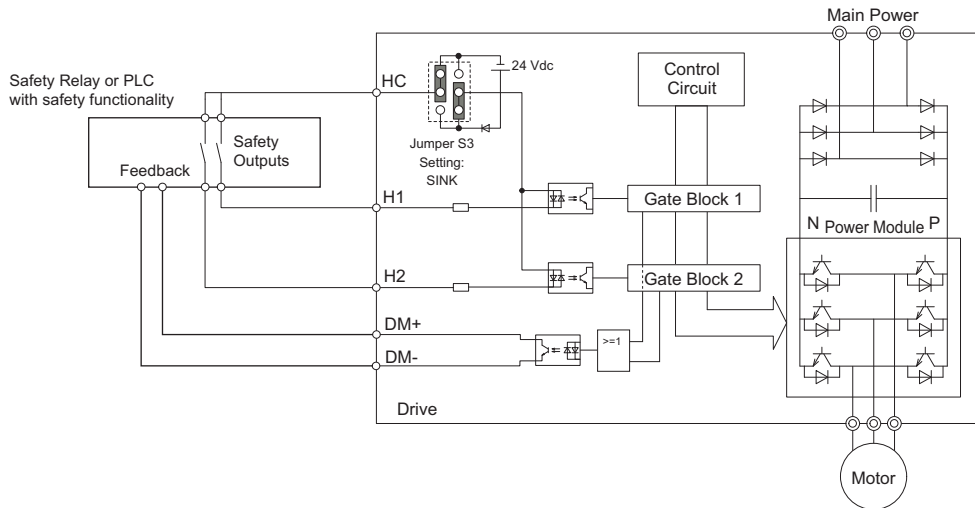 Main Power
Safety Relay or PLC
with safety functionality
HC
24 Vdc
Control
Circuit
Safety
Outputs
Feedback
Jumper S3
Setting:
SINK
H1
Gate Block 1
N
Power Module
P
H2
Gate Block 2
DM+
>=1
DM-
Drive
Motor